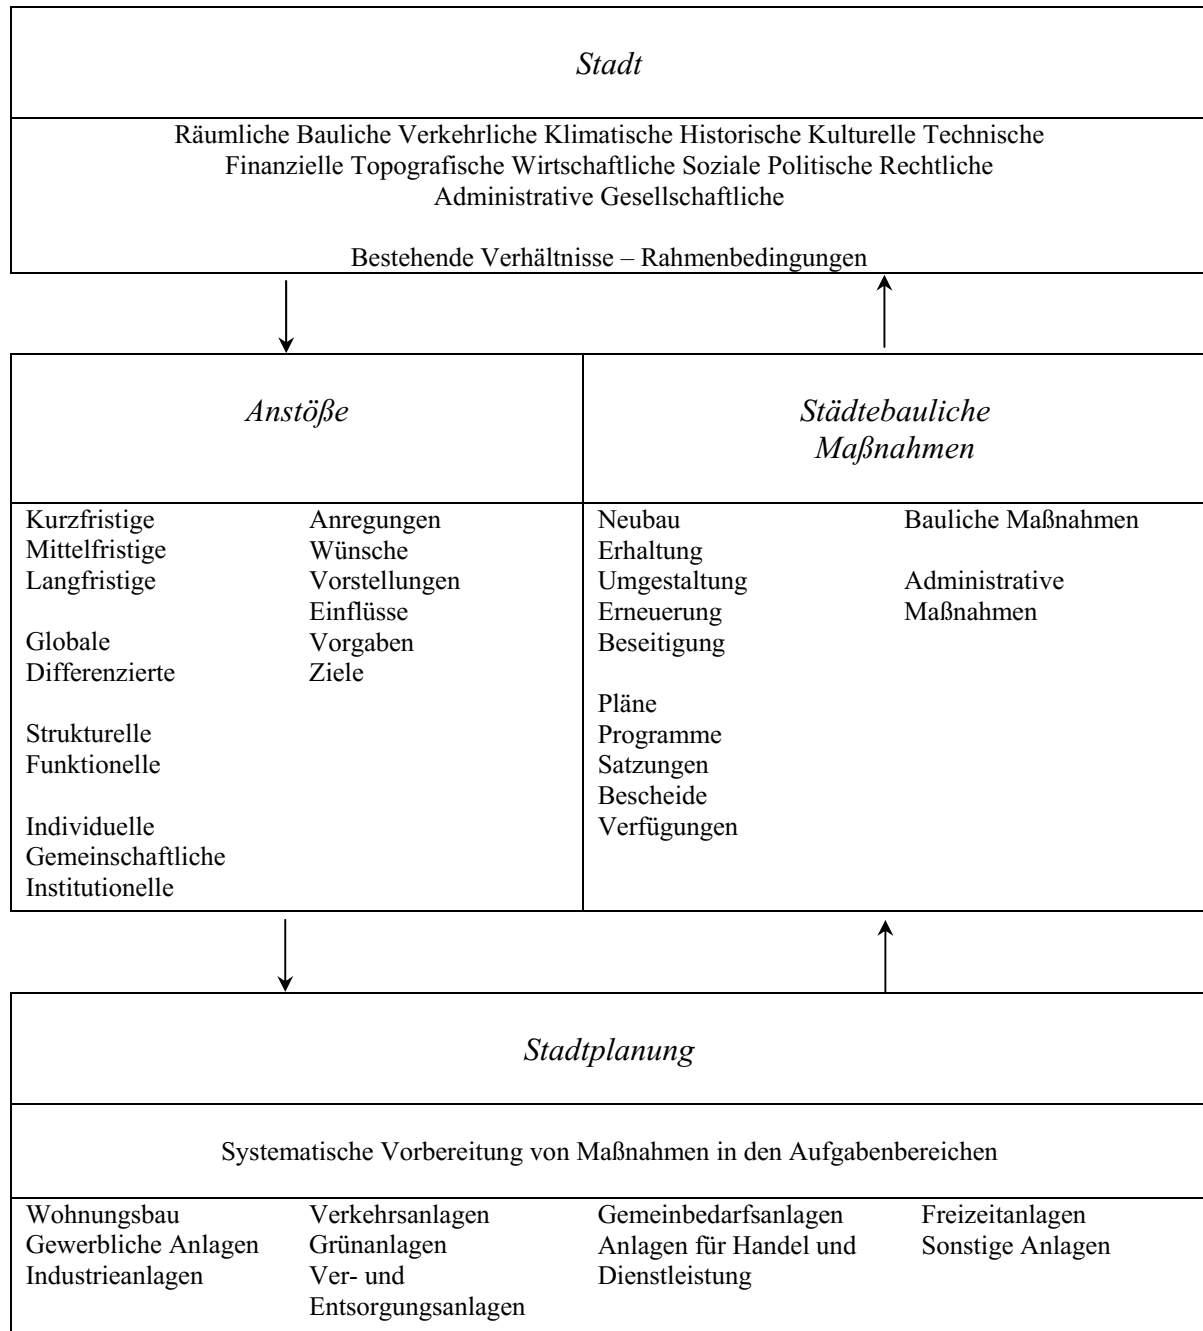 Stadt
Räumliche Bauliche Verkehrliche Klimatische Historische Kulturelle Technische
Finanzielle Topografische Wirtschaftliche Soziale Politische Rechtliche
Administrative Gesellschaftliche
Bestehende Verhältnisse – Rahmenbedingungen
Anstöße
Kurzfristige
Mittelfristige
Langfristige
Globale
Differenzierte
Strukturelle
Funktionelle
Individuelle
Gemeinschaftliche
Institutionelle
Anregungen
Wünsche
Vorstellungen
Einflüsse
Vorgaben
Ziele
Städtebauliche
Maßnahmen
Neubau
Erhaltung
Umgestaltung
Erneuerung
Beseitigung
Pläne
Programme
Satzungen
Bescheide
Verfügungen
Bauliche Maßnahmen
Administrative
Maßnahmen
Stadtplanung
Systematische Vorbereitung von Maßnahmen in den Aufgabenbereichen
Wohnungsbau
Gewerbliche Anlagen
Industrieanlagen
Verkehrsanlagen
Grünanlagen
Ver- und
Entsorgungsanlagen
Gemeinbedarfsanlagen
Anlagen für Handel und
Dienstleistung
Freizeitanlagen
Sonstige Anlagen